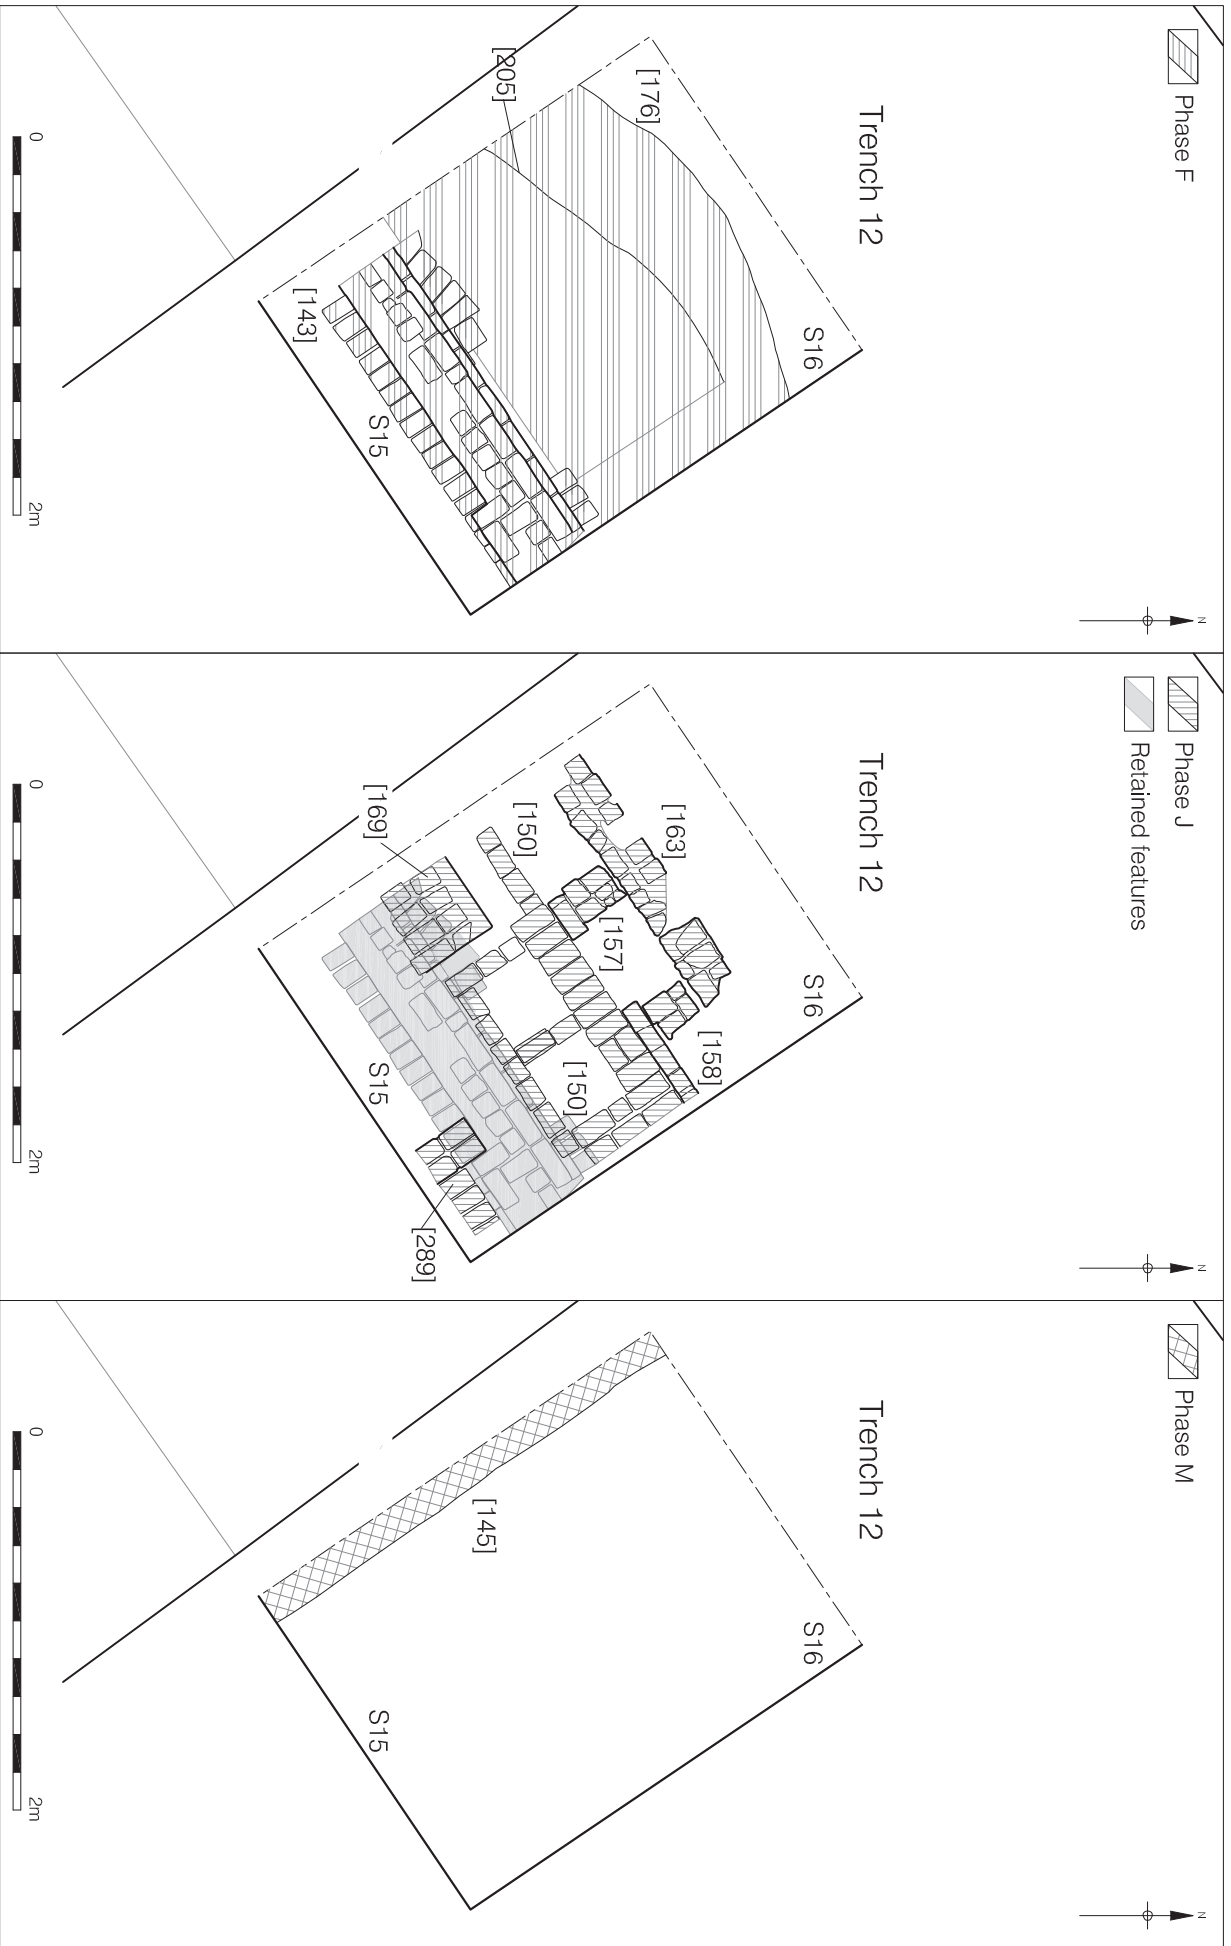 Phase F
Trench 12
[176]
[205]
S16
[143]
S15
0
2m
N
Phase J
Retained features
Trench 12
[163]
[150]
[169]
[157]
S16
[158]
[150]
S15
[289]
0
2m
N
Phase M
Trench 12
[145]
S16
S15
0
2m
N